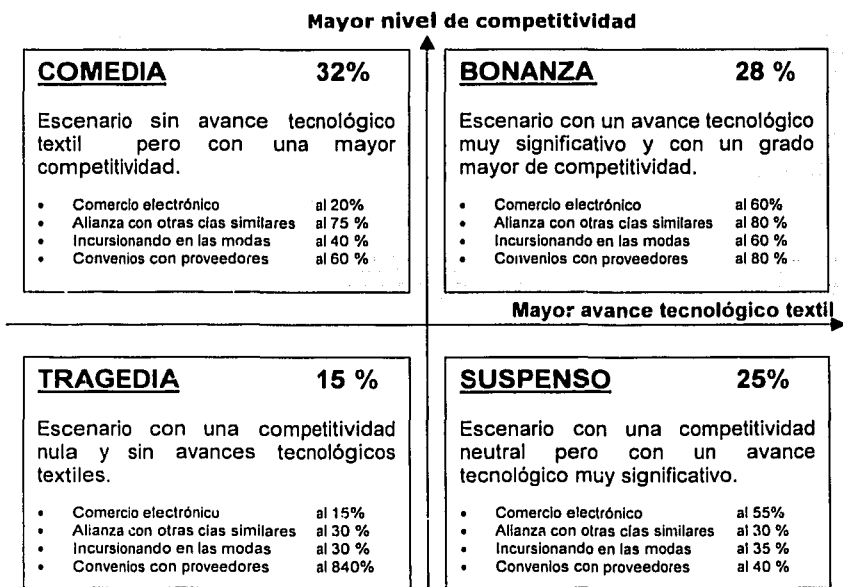 Mayor nivel de competitividad
COMEDIA 32%
Escenario sin avance tecnológico
textil pero con una mayor
competitividad.
• Comercio electrónico al 20%
• Alianza con otras cías similares al 75 %
• Incursionando en las modas al 40 %
• Convenios con proveedores al 60 %
BONANZA 28 %
Escenario con un avance tecnológico
muy significativo y con un grado
mayor de competitividad.
• Comercio electrónico al 60%
• Alianza con otras cías similares al 80 %
• Incursionando en las modas al 60 %
• Convenios con proveedores al 80 %
Mayor avance tecnológico textil
TRAGEDIA 15 %
Escenario con una competitividad
nula y sin avances tecnológicos
textiles.
• Comercio electrónico al 15%
• Alianza con otras cías similares al 30 %
• Incursionando en las modas al 30 %
• Convenios con proveedores al 840%
SUSPENSO 25%
Escenario con una competitividad
neutral pero con un avance
tecnológico muy significativo.
• Comercio electrónico al 55%
• Alianza con otras cías similares al 30 %
• Incursionando en las modas al 35 %
• Convenios con proveedores al 40 %